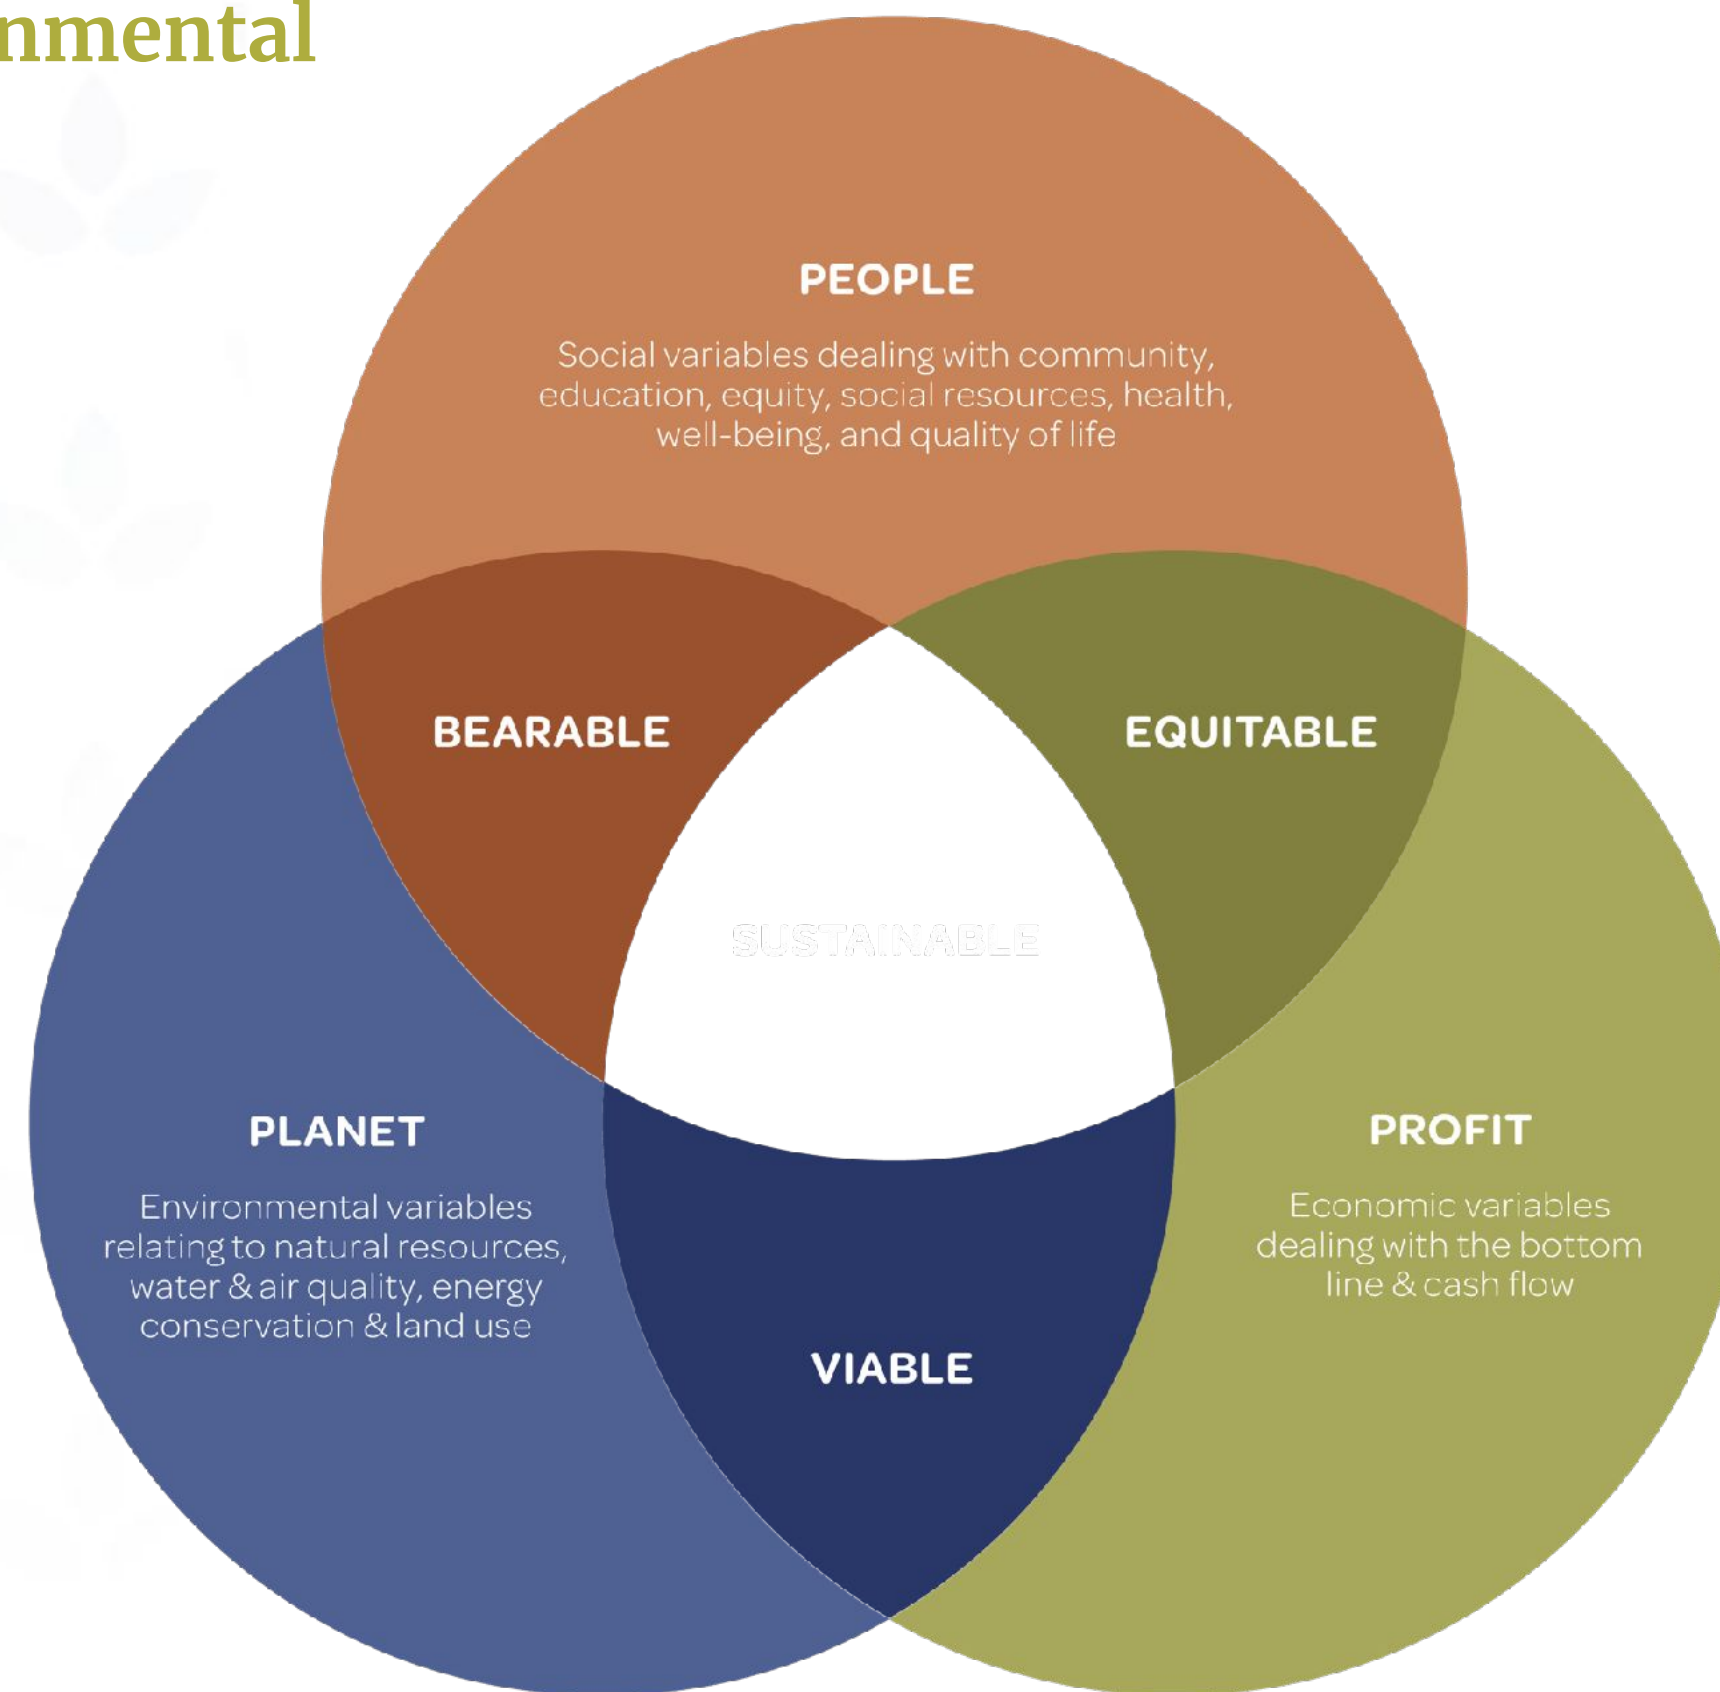 nmental
PEOPLE
Social variables dealing with community,
education, equity, social resources, health,
well-being, and quality of life
BEARABLE
EQUITABLE
SUSTAINABLE
PLANET
Environmental variables
relating to natural resources,
water & air quality, energy
conservation & land use
PROFIT
Economic variables
dealing with the bottom
line & cash flow
VIABLE